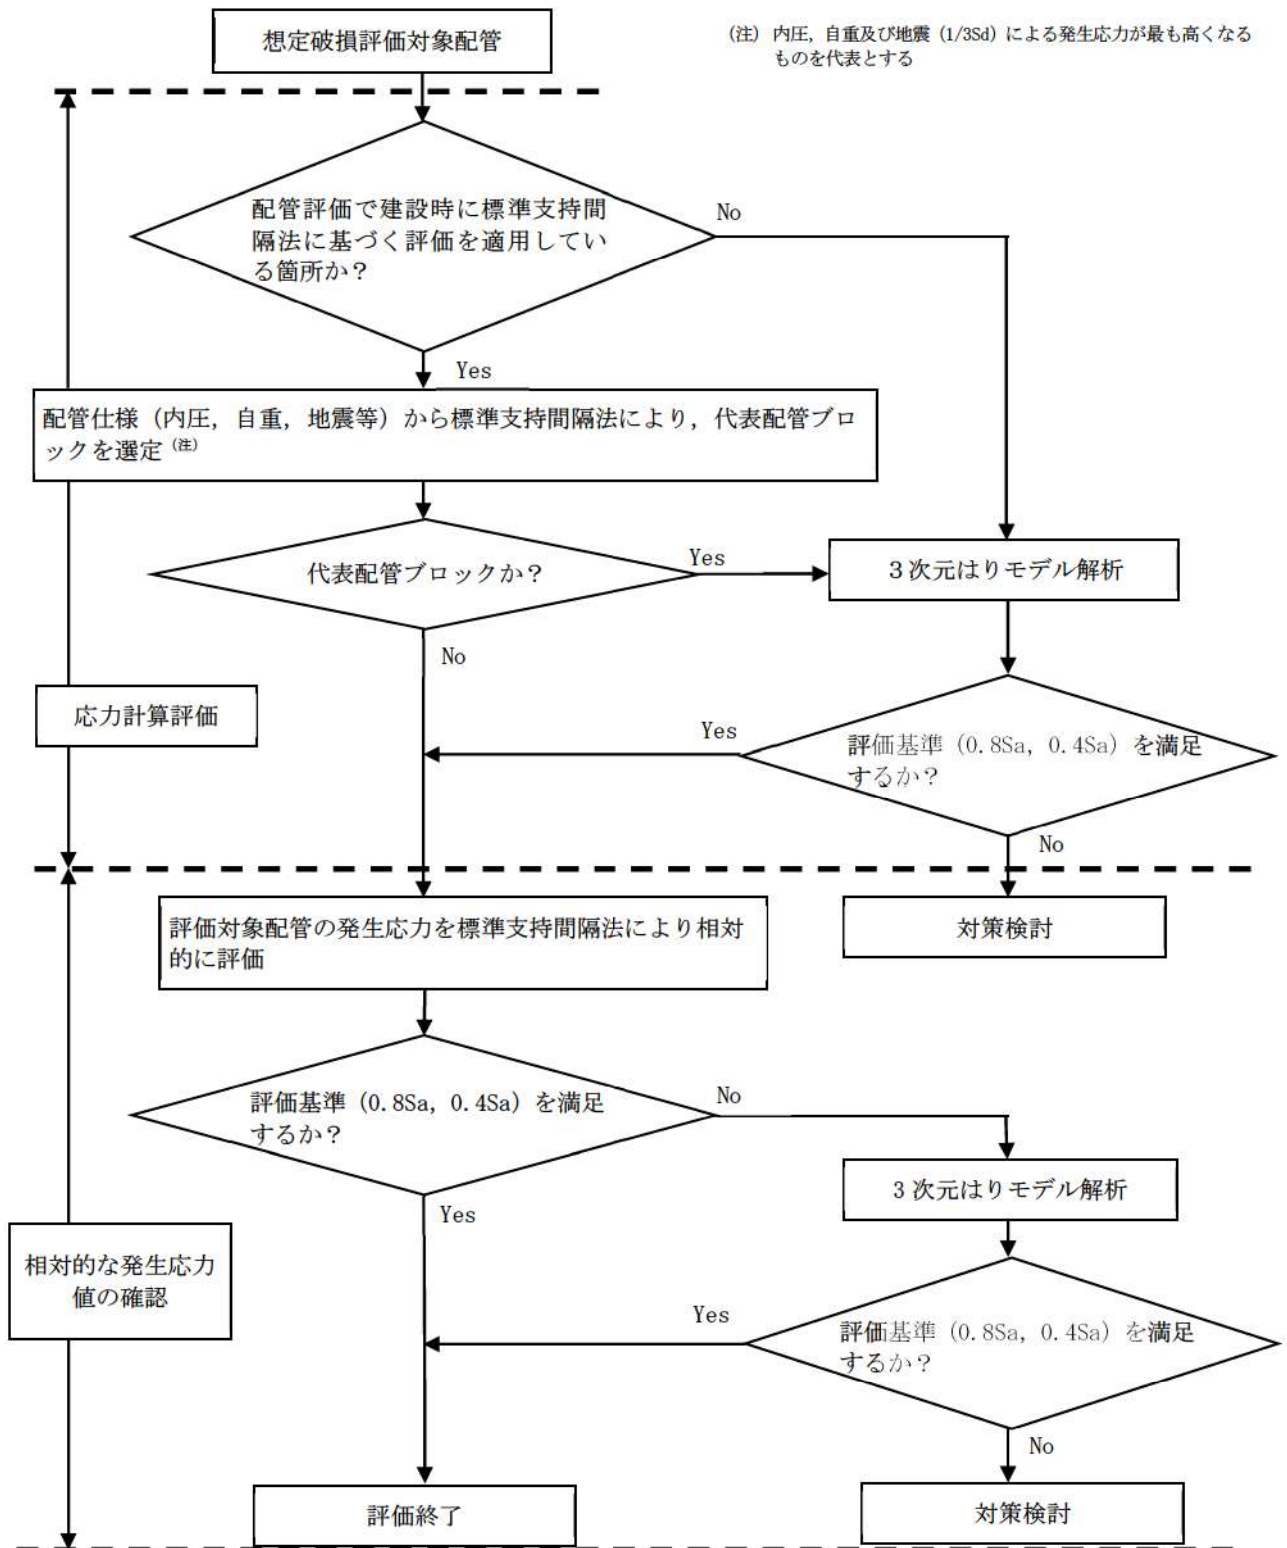 想定破損評価対象配管
(注) 内圧，自重及び地震（1/3Sd）による発生応力が最も高くなる
ものを代表とする
配管評価で建設時に標準支持間
隔法に基づく評価を適用してい
る箇所か？
No
Yes
配管仕様（内圧，自重，地震等）から標準支持間隔法により，代表配管ブロ
ックを選定（注）
代表配管ブロックか？
Yes
3次元はりモデル解析
No
応力計算評価
Yes
評価基準（0.8Sa，0.4Sa）を満足
するか？
No
評価対象配管の発生応力を標準支持間隔法により相対
的に評価
対策検討
評価基準（0.8Sa，0.4Sa）を満足
するか？
No
3次元はりモデル解析
Yes
相対的な発生応力
値の確認
Yes
評価基準（0.8Sa，0.4Sa）を満足
するか？
No
評価終了
対策検討